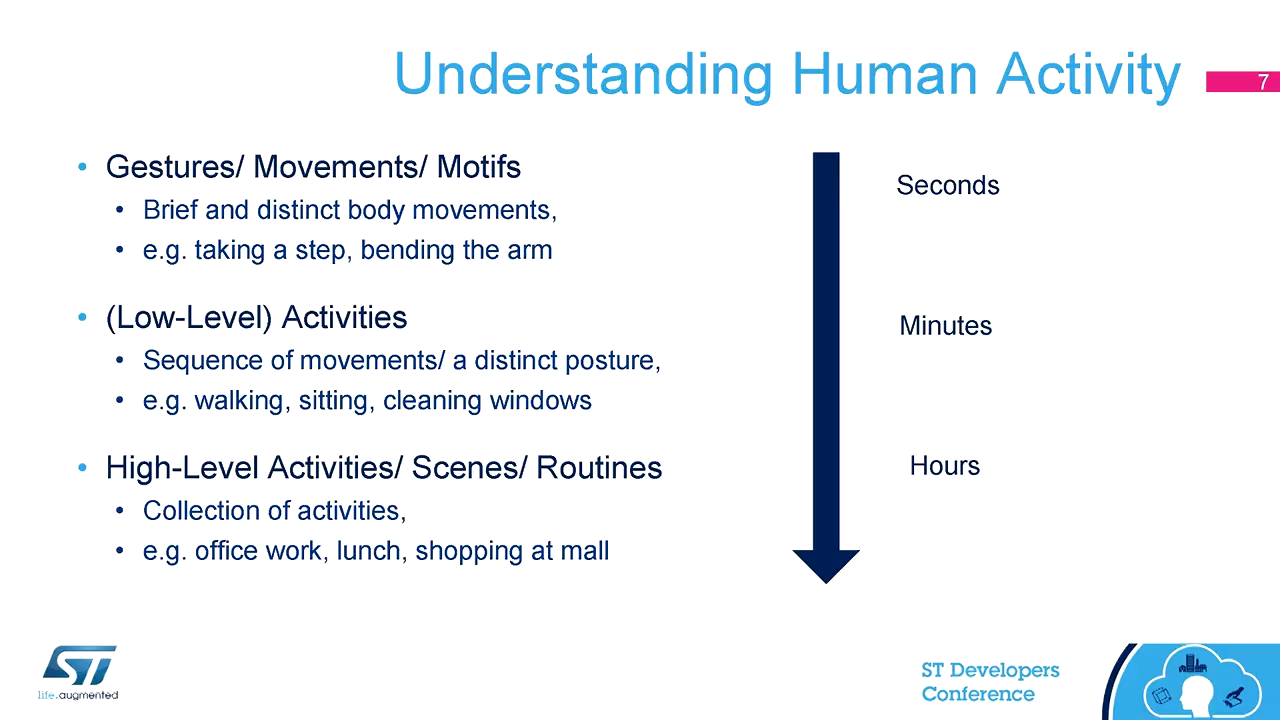 Understanding Human Activity
7
• Gestures/ Movements/ Motifs
• Brief and distinct body movements,
• e.g. taking a step, bending the arm
Seconds
• (Low-Level) Activities
• Sequence of movements/ a distinct posture,
• e.g. walking, sitting, cleaning windows
Minutes
• High-Level Activities/ Scenes/ Routines
• Collection of activities,
• e.g. office work, lunch, shopping at mall
Hours
ST
life.augmented
ST Developers
Conference